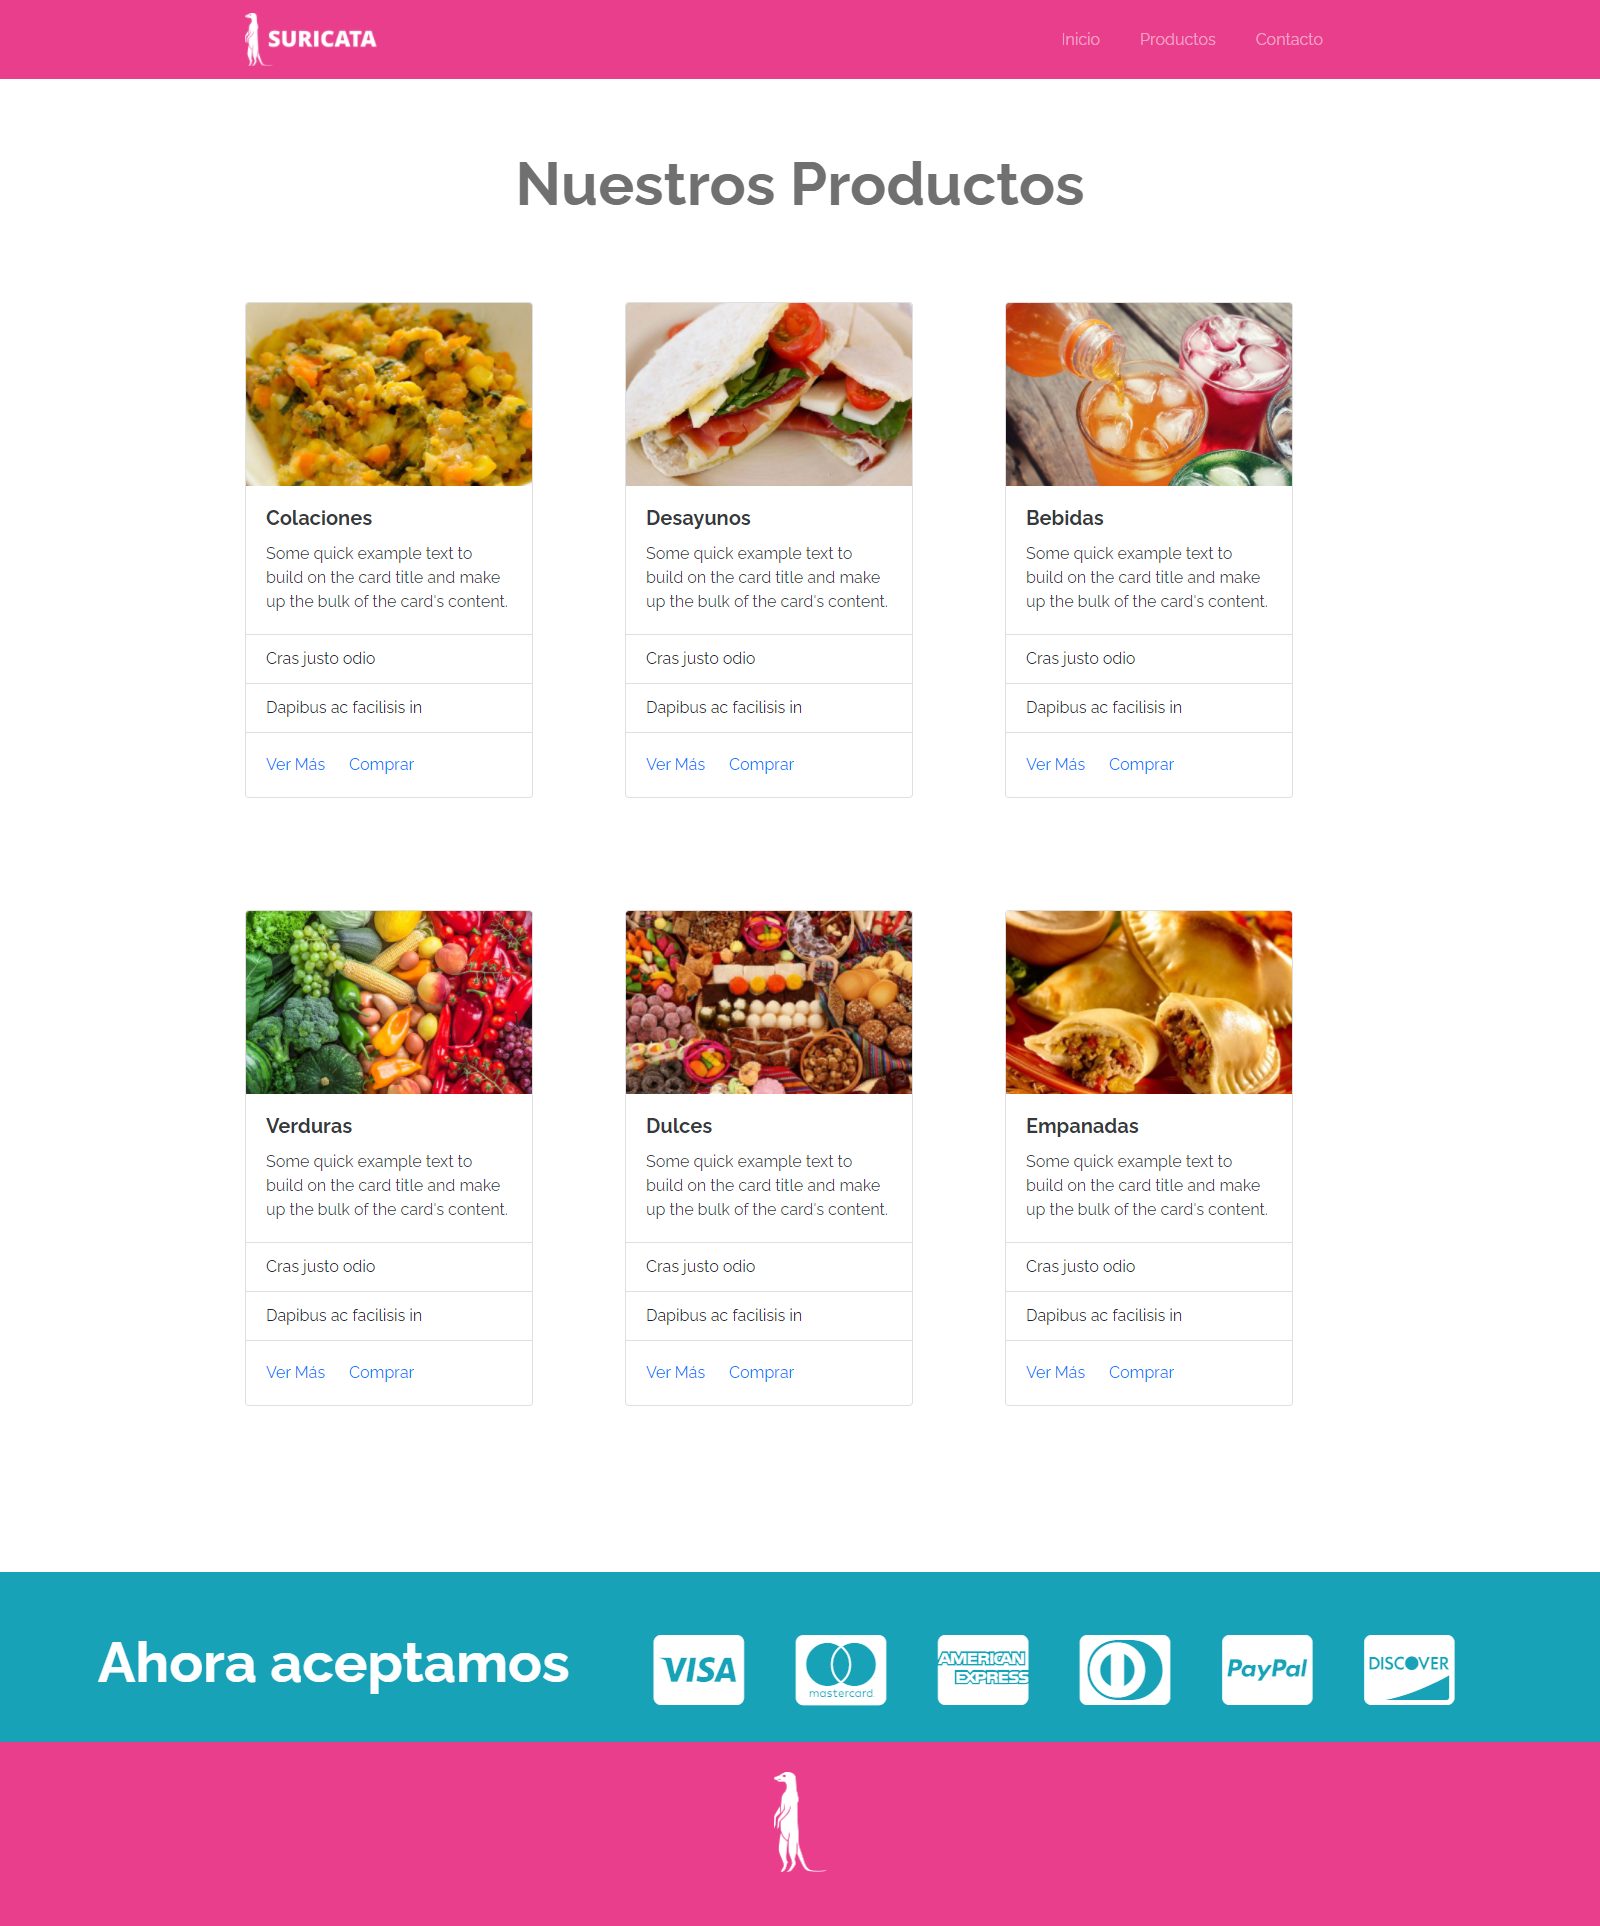 SURICATA
Inicio Productos Contacto
Nuestros Productos
Colaciones
Some quick example text to
build on the card title and make
up the bulk of the card's content.
Cras justo odio
Dapibus ac facilisis in
Ver Más Comprar
Desayunos
Some quick example text to
build on the card title and make
up the bulk of the card's content.
Cras justo odio
Dapibus ac facilisis in
Ver Más Comprar
Bebidas
Some quick example text to
build on the card title and make
up the bulk of the card's content.
Cras justo odio
Dapibus ac facilisis in
Ver Más Comprar
Verduras
Some quick example text to
build on the card title and make
up the bulk of the card's content.
Cras justo odio
Dapibus ac facilisis in
Ver Más Comprar
Dulces
Some quick example text to
build on the card title and make
up the bulk of the card's content.
Cras justo odio
Dapibus ac facilisis in
Ver Más Comprar
Empanadas
Some quick example text to
build on the card title and make
up the bulk of the card's content.
Cras justo odio
Dapibus ac facilisis in
Ver Más Comprar
Ahora aceptamos
VISA
mastercard
AMERICAN
EXPRESS
PayPal
DISCOVER